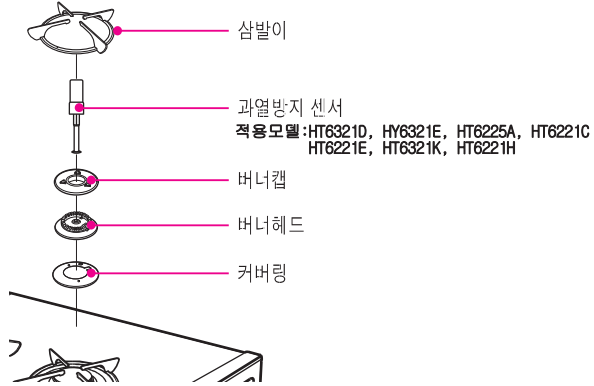 삼발이
과열방지 센서
적용모델:HT6321D, HY6321E, HT6225A, HT6221C
HT6221E, HT6321K, HT6221H
버너캡
버너헤드
커버링